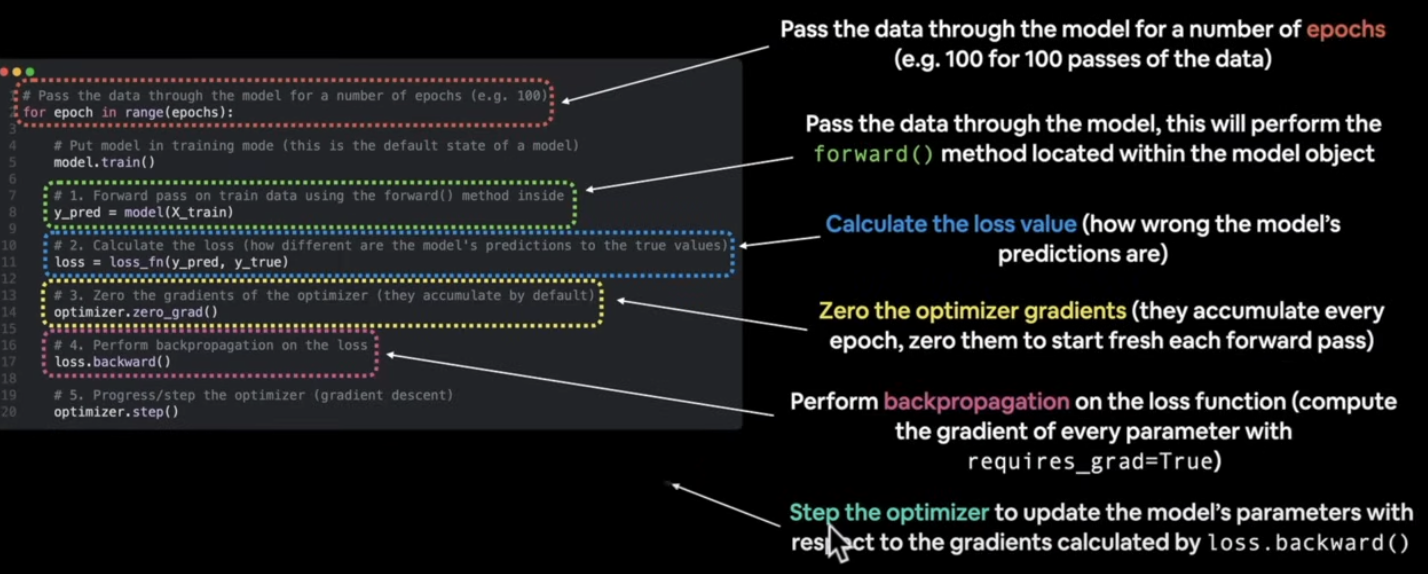 1 # Pass the data through the model for a number of epochs (e.g. 100)
2 for epoch in range(epochs):
3
4 # Put model in training mode (this is the default state of a model)
5 model.train()
6
7 # 1. Forward pass on train data using the forward() method inside
8 y_pred = model(X_train)
9
10 # 2. Calculate the loss (how different are the model's predictions to the true values)
11 loss = loss_fn(y_pred, y_true)
12
13 # 3. Zero the gradients of the optimizer (they accumulate by default)
14 optimizer.zero_grad()
15
16 # 4. Perform backpropagation on the loss
17 loss.backward()
18
19 # 5. Progress/step the optimizer (gradient descent)
20 optimizer.step()
Pass the data through the model for a number of epochs
(e.g. 100 for 100 passes of the data)
Pass the data through the model, this will perform the
forward() method located within the model object
Calculate the loss value (how wrong the model's
predictions are)
Zero the optimizer gradients (they accumulate every
epoch, zero them to start fresh each forward pass)
Perform backpropagation on the loss function (compute
the gradient of every parameter with
requires_grad=True)
Step the optimizer to update the model's parameters with
respect to the gradients calculated by loss.backward()